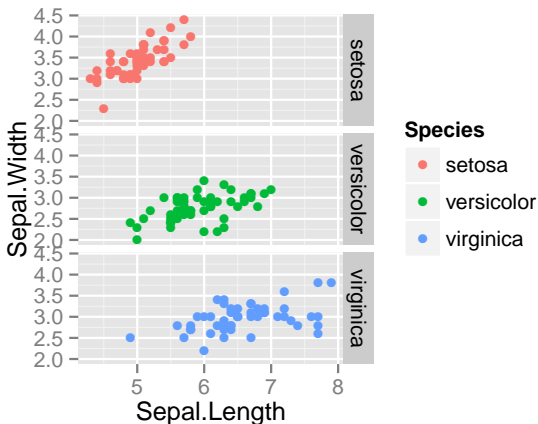 Sepal.Width
4.5
4.0
3.5
3.0
2.5
2.0
setosa
4.5
4.0
3.5
3.0
2.5
2.0
versicolor
4.5
4.0
3.5
3.0
2.5
2.0
virginica
5 6 7 8
Sepal.Length
Species
setosa
versicolor
virginica